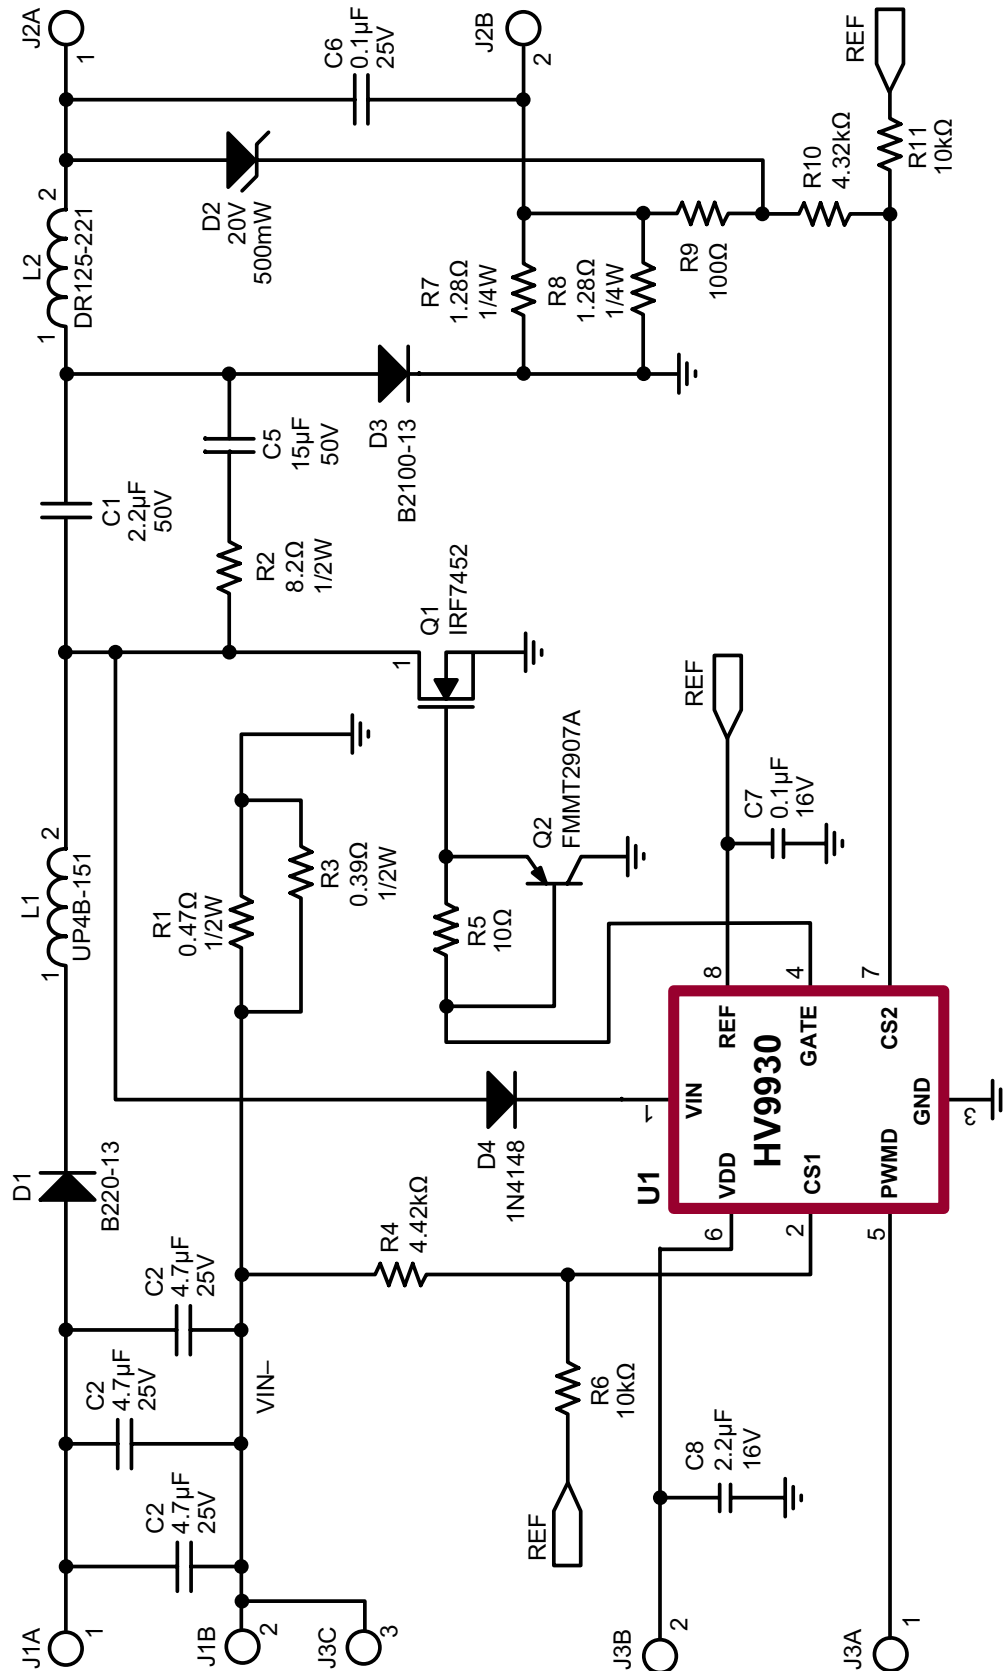 J1A
1
C2
4.7µF
25V
C2
4.7µF
25V
C2
4.7µF
25V
D1
B220-13
1
L1
2
UP4B-151
C1
2.2µF
50V
1
L2
2
DR125-221
J2A
1
J1B
2
VIN–
J3C
3
R1
0.47Ω
1/2W
R3
0.39Ω
1/2W
R2
8.2Ω
1/2W
C5
15µF
50V
D2
20V
500mW
C6
0.1µF
25V
J2B
2
R4
4.42kΩ
D4
1N4148
R5
10Ω
Q2
FMMT2907A
1
Q1
IRF7452
D3
B2100-13
R7
1.28Ω
1/4W
R8
1.28Ω
1/4W
R9
100Ω
R10
4.32kΩ
REF
R11
10kΩ
REF
R6
10kΩ
REF
C7
0.1µF
16V
J3B
2
C8
2.2µF
16V
J3A
1
U1
HV9930
1
VIN
6
VDD
REF
8
2
CS1
GATE
4
5
PWMD
CS2
7
GND
3